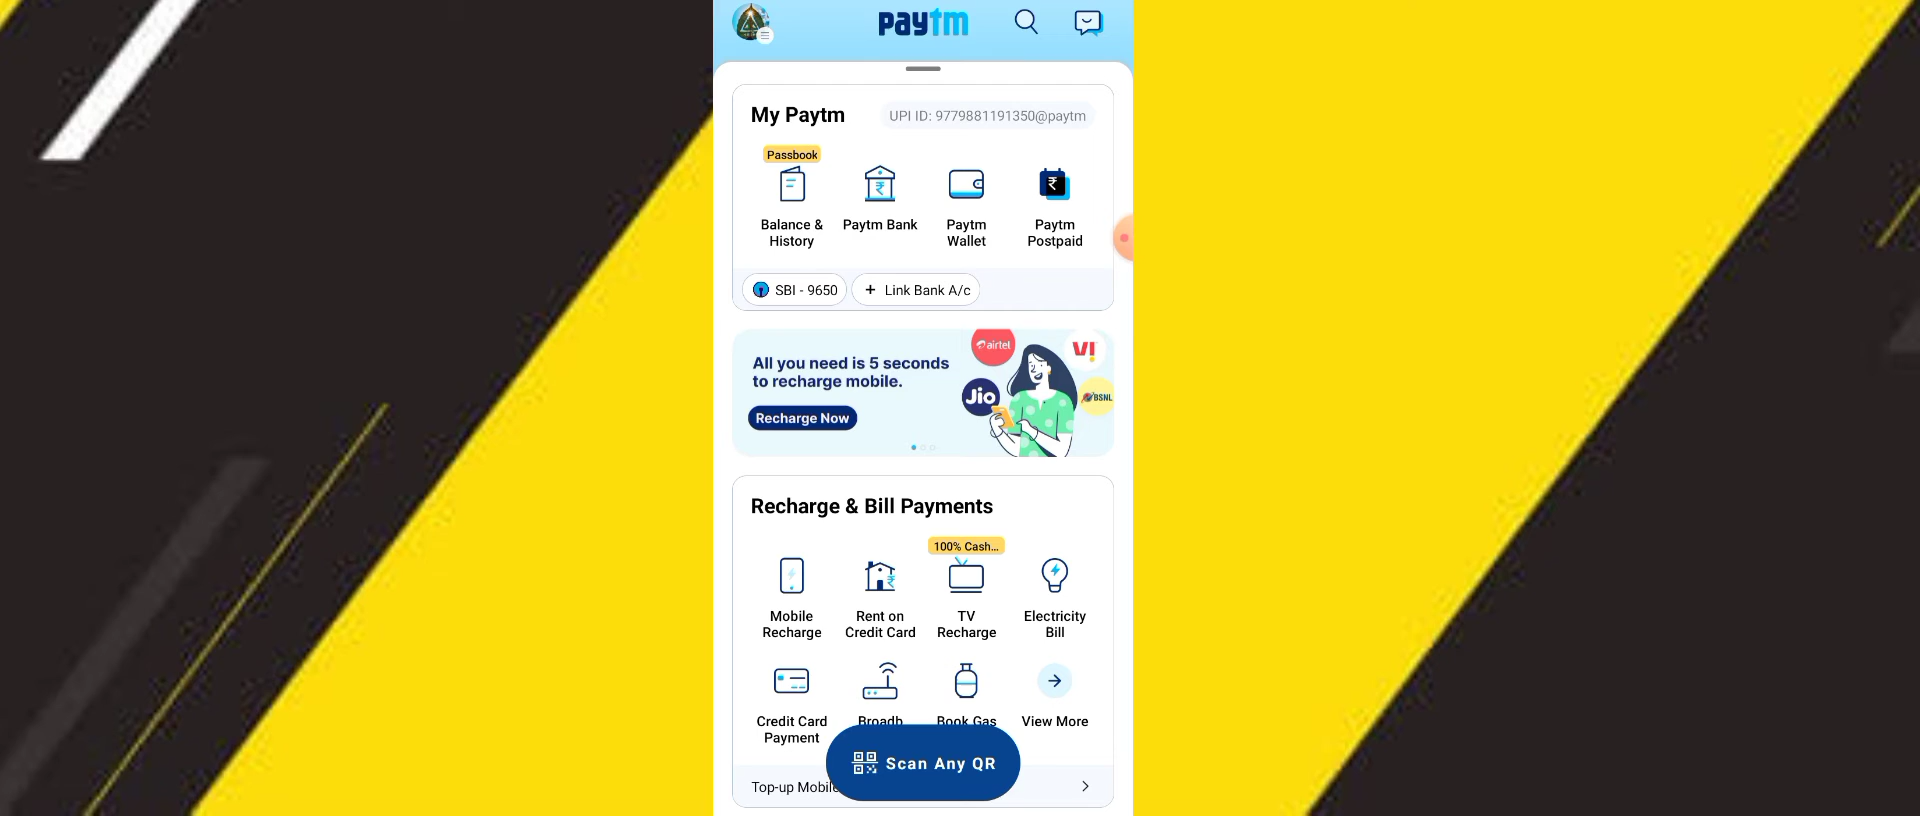 paytm
My Paytm
UPI ID: 9779881191350@paytm
Passbook
Balance & History
Paytm Bank
Paytm Wallet
Paytm Postpaid
SBI - 9650
+ Link Bank A/c
airtel
VI
All you need is 5 seconds
to recharge mobile.
Jio
BSNL
Recharge Now
Recharge & Bill Payments
100% Cash...
Mobile Recharge
Rent on Credit Card
TV Recharge
Electricity Bill
Credit Card Payment
Broadb
Book Gas
View More
Scan Any QR
Top-up Mobile